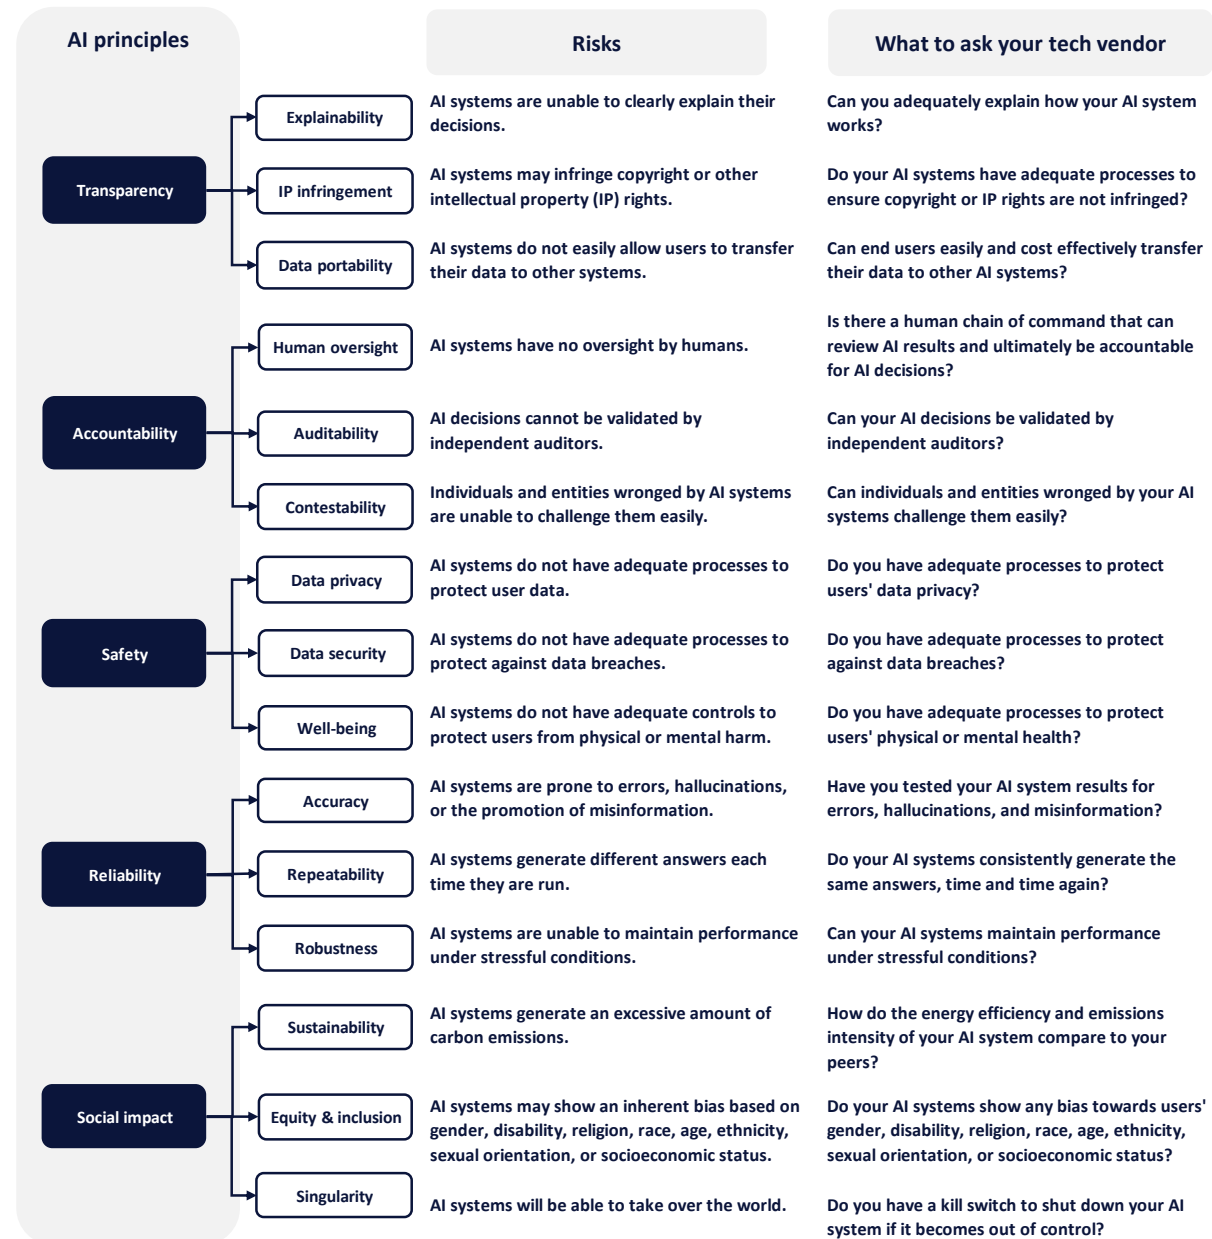 AI principles
Risks
What to ask your tech vendor
Transparency
Explainability
AI systems are unable to clearly explain their
decisions.
Can you adequately explain how your AI system
works?
IP infringement
AI systems may infringe copyright or other
intellectual property (IP) rights.
Do your AI systems have adequate processes to
ensure copyright or IP rights are not infringed?
Data portability
AI systems do not easily allow users to transfer
their data to other systems.
Can end users easily and cost effectively transfer
their data to other AI systems?
Accountability
Human oversight
AI systems have no oversight by humans.
Is there a human chain of command that can
review AI results and ultimately be accountable
for AI decisions?
Auditability
AI decisions cannot be validated by
independent auditors.
Can your AI decisions be validated by
independent auditors?
Contestability
Individuals and entities wronged by AI systems
are unable to challenge them easily.
Can individuals and entities wronged by your AI
systems challenge them easily?
Safety
Data privacy
AI systems do not have adequate processes to
protect user data.
Do you have adequate processes to protect
users' data privacy?
Data security
AI systems do not have adequate processes to
protect against data breaches.
Do you have adequate processes to protect
against data breaches?
Well-being
AI systems do not have adequate controls to
protect users from physical or mental harm.
Do you have adequate processes to protect
users' physical or mental health?
Reliability
Accuracy
AI systems are prone to errors, hallucinations,
or the promotion of misinformation.
Have you tested your AI system results for
errors, hallucinations, and misinformation?
Repeatability
AI systems generate different answers each
time they are run.
Do your AI systems consistently generate the
same answers, time and time again?
Robustness
AI systems are unable to maintain performance
under stressful conditions.
Can your AI systems maintain performance
under stressful conditions?
Social impact
Sustainability
AI systems generate an excessive amount of
carbon emissions.
How do the energy efficiency and emissions
intensity of your AI system compare to your
peers?
Equity & inclusion
AI systems may show an inherent bias based on
gender, disability, religion, race, age, ethnicity,
sexual orientation, or socioeconomic status.
Do your AI systems show any bias towards users'
gender, disability, religion, race, age, ethnicity,
sexual orientation, or socioeconomic status?
Singularity
AI systems will be able to take over the world.
Do you have a kill switch to shut down your AI
system if it becomes out of control?